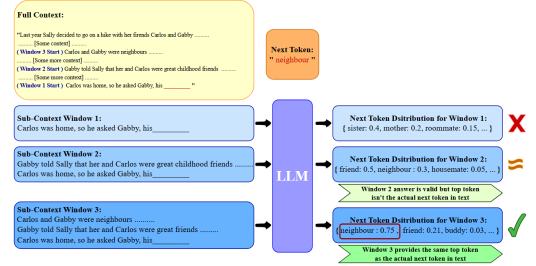 Full Context:
"Last year Sally decided to go on a hike with her firends Carlos and Gabby .........
......... [Some context] .........
( Window 3 Start ) Carlos and Gabby were neighbours .........
......... [Some more context] .........
( Window 2 Start ) Gabby told Sally that her and Carlos were great childhood friends .........
......... [Some more context] .........
( Window 1 Start ) Carlos was home, so he asked Gabby, his ________ "
Next Token:
" neighbour "
Sub-Context Window 1:
Carlos was home, so he asked Gabby, his________
Sub-Context Window 2:
Gabby told Sally that her and Carlos were great childhood friends .........
Carlos was home, so he asked Gabby, his________
Sub-Context Window 3:
Carlos and Gabby were neighbours ..........
Gabby told Sally that her and Carlos were great friends .........
Carlos was home, so he asked Gabby, his________
LLM
Next Token Dsitribution for Window 1:
{ sister: 0.4, mother: 0.2, roommate: 0.15, ... }
X
Next Token Dsitribution for Window 2:
{ friend: 0.5, neighbour : 0.3, housemate: 0.05, ... }
≈
Window 2 answer is valid but top token
isn't the actual next token in text
Next Token Dsitribution for Window 3:
{ neighbour : 0.75 , friend: 0.21, buddy: 0.03, ... }
✓
Window 3 provides the same top token
as the actual next token in text